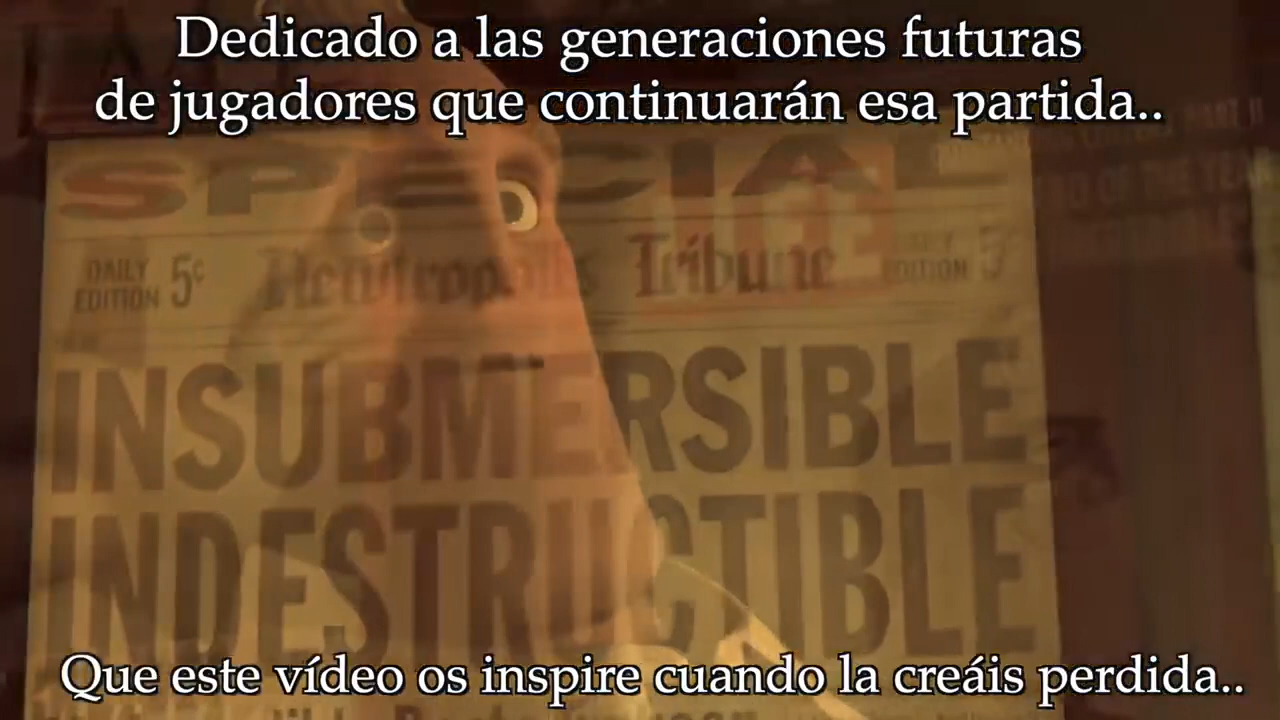 Dedicado a las generaciones futuras
de jugadores que continuarán esa partida..
SPECIAL
LIFE
DAILY EDITION 5¢
Tribune
EDITION 5¢
INSUBMERSIBLE
INDESTRUCTIBLE
Que este vídeo os inspire cuando la creáis perdida..